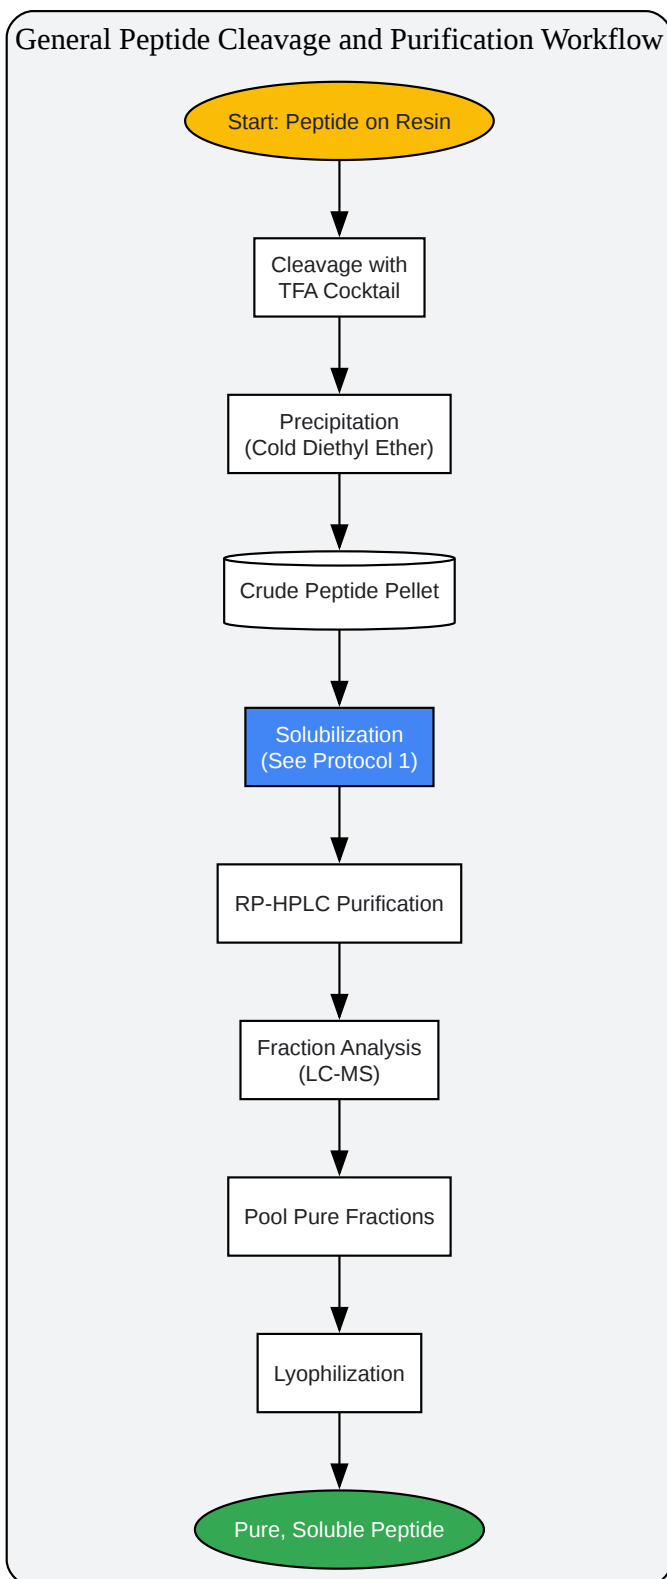 General Peptide Cleavage and Purification Workflow
Start: Peptide on Resin
Cleavage with
TFA Cocktail
Precipitation
(Cold Diethyl Ether)
Crude Peptide Pellet
Solubilization
(See Protocol 1)
RP-HPLC Purification
Fraction Analysis
(LC-MS)
Pool Pure Fractions
Lyophilization
Pure, Soluble Peptide